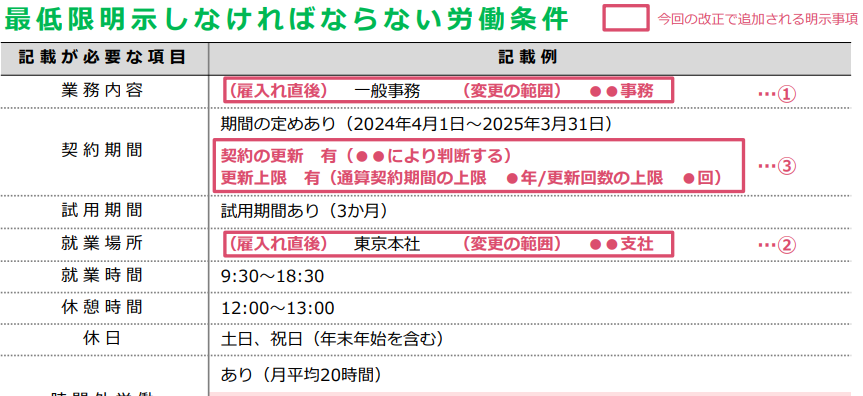 最低限明示しなければならない労働条件
今回の改正で追加される明示事項
記載が必要な項目 記載例
業務内容 （雇入れ直後） 一般事務 （変更の範囲） ●●事務 …①
期間の定めあり（2024年4月1日～2025年3月31日）
契約期間 契約の更新 有（●●により判断する） …③
更新上限 有（通算契約期間の上限 ●年/更新回数の上限 ●回）
試用期間 試用期間あり（3か月）
就業場所 （雇入れ直後） 東京本社 （変更の範囲） ●●支社 …②
就業時間 9:30～18:30
休憩時間 12:00～13:00
休日 土日、祝日（年末年始を含む）
あり（月平均20時間）